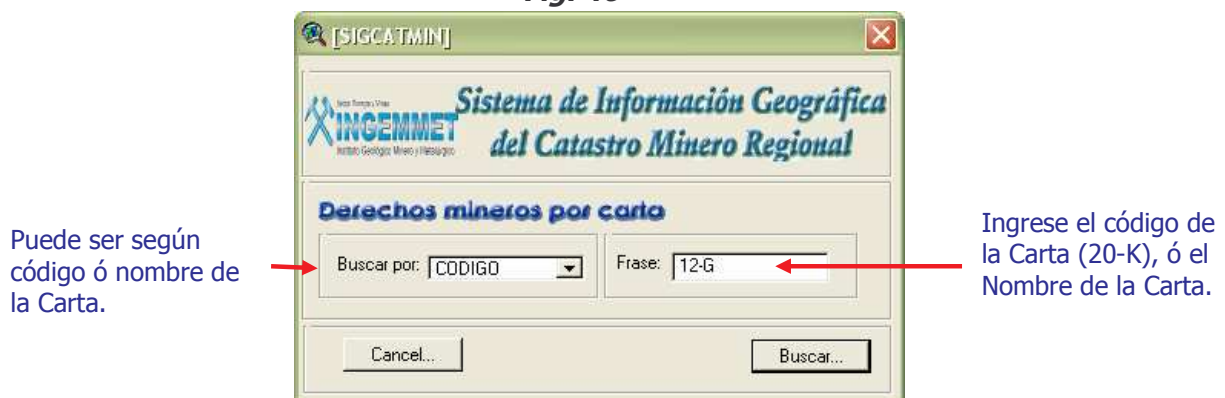 [SIGCATMIN]
Sistema de Información Geográfica
INGEMMET
del Catastro Minero Regional
Derechos mineros por carta
Puede ser según
código ó nombre de
la Carta.
Buscar por: CODIGO
Frase: 12-G
Ingrese el código de
la Carta (20-K), ó el
Nombre de la Carta.
Cancel...
Buscar...